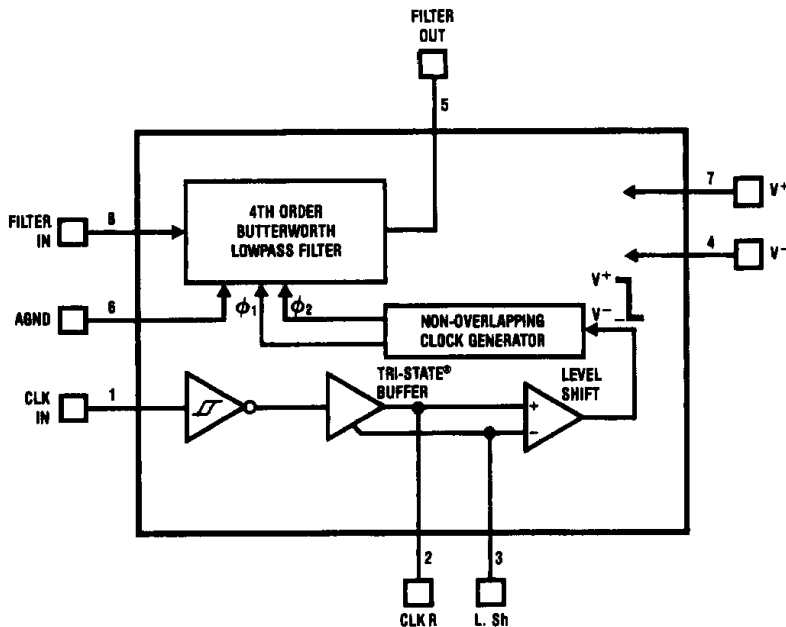 FILTER
OUT
5
7
V+
FILTER
IN
8
4TH ORDER
BUTTERWORTH
LOWPASS FILTER
4
V−
V+
V−
AGND
6
ϕ1
ϕ2
NON-OVERLAPPING
CLOCK GENERATOR
CLK
IN
1
TRI-STATE®
BUFFER
LEVEL
SHIFT
+
−
2
3
CLK R
L. Sh